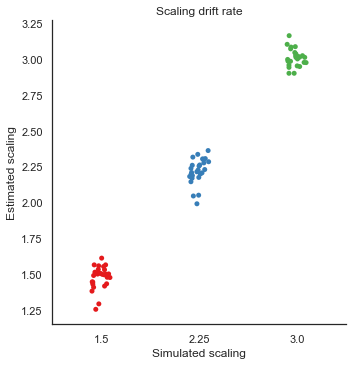 Scaling drift rate
3.25
3.00
2.75
2.50
2.25
2.00
1.75
1.50
1.25
Estimated scaling
1.5 2.25 3.0
Simulated scaling